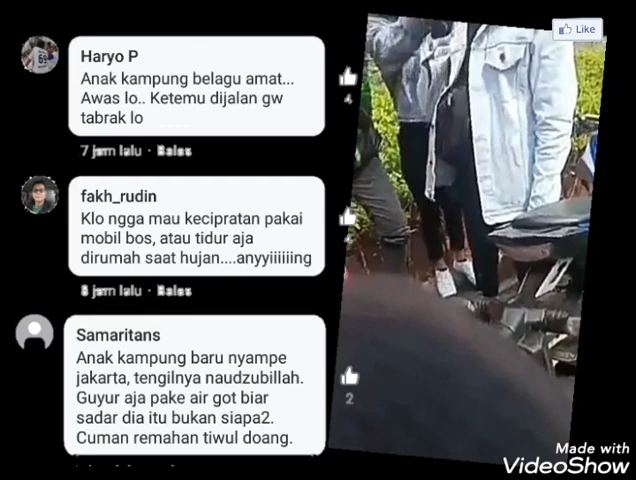 Haryo P
Anak kampung belagu amat...
Awas lo.. Ketemu dijalan gw
tabrak lo
4
7 jam lalu · Balas
fakh_rudin
Klo ngga mau kecipratan pakai
mobil bos, atau tidur aja
dirumah saat hujan....anyyiiiiiing
8 jam lalu · Balas
Samaritans
Anak kampung baru nyampe
jakarta, tengilnya naudzubillah.
Guyur aja pake air got biar
sadar dia itu bukan siapa2.
Cuman remahan tiwul doang.
2
Like
Made with
VideoShow